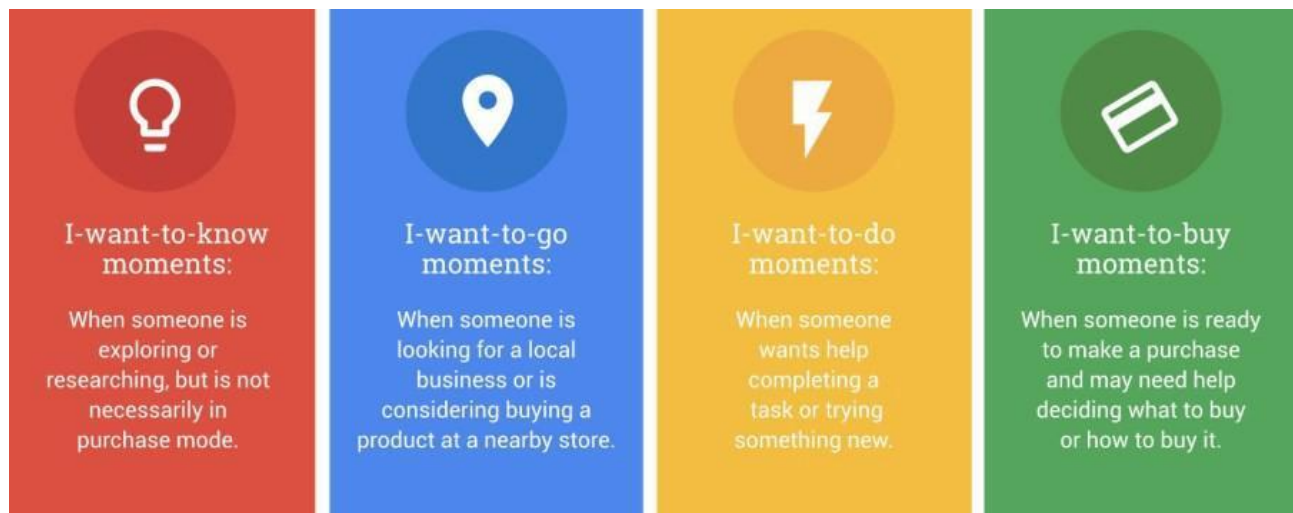 I-want-to-know
moments:
When someone is
exploring or
researching, but is not
necessarily in
purchase mode.
I-want-to-go
moments:
When someone is
looking for a local
business or is
considering buying a
product at a nearby store.
I-want-to-do
moments:
When someone
wants help
completing a
task or trying
something new.
I-want-to-buy
moments:
When someone is ready
to make a purchase
and may need help
deciding what to buy
or how to buy it.